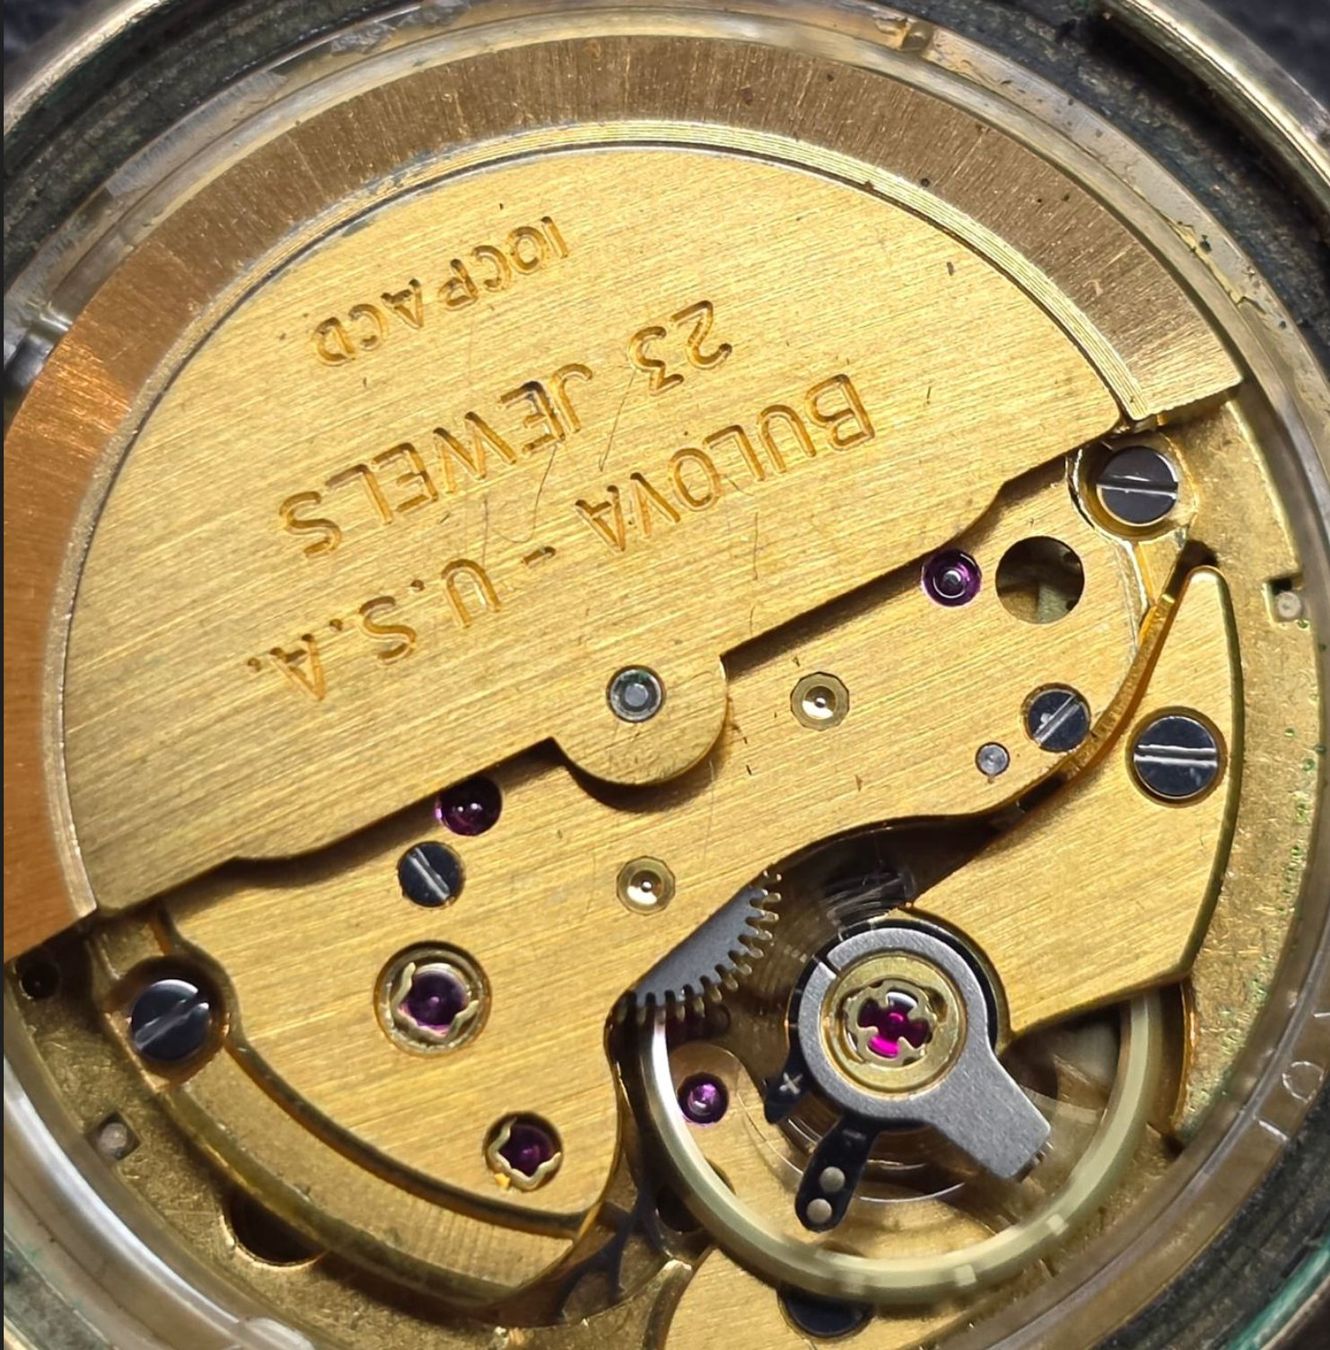 BULOVA - U.S.A.
23 JEWELS
10CPACD
+